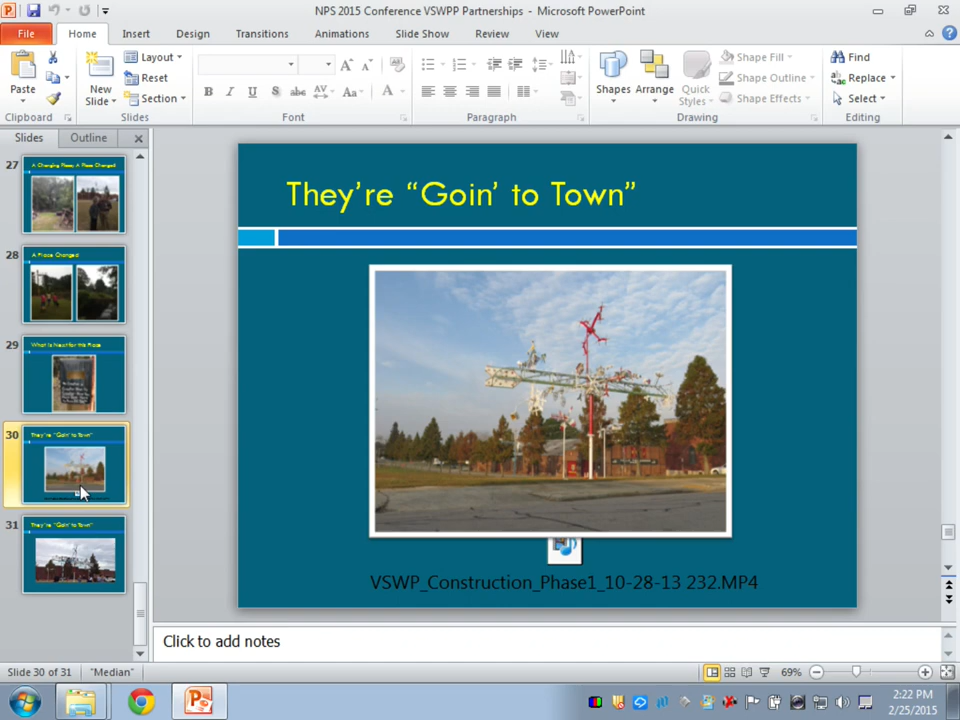 NPS 2015 Conference VSWPP Partnerships - Microsoft PowerPoint
File Home Insert Design Transitions Animations Slide Show Review View
Paste
New Slide
Layout
Reset
Section
Shapes
Arrange
Quick Styles
Shape Fill
Shape Outline
Shape Effects
Find
Replace
Select
Clipboard Slides Font Paragraph Drawing Editing
Slides Outline
27
A Changing Place; A Place Changed
28
A Place Changed
29
What is Next for this Place
30
They're "Goin' to Town"
31
They're "Goin' to Town"
They're “Goin' to Town”
VSWP_Construction_Phase1_10-28-13 232.MP4
Click to add notes
Slide 30 of 31 "Median" 69%
2:22 PM
2/25/2015